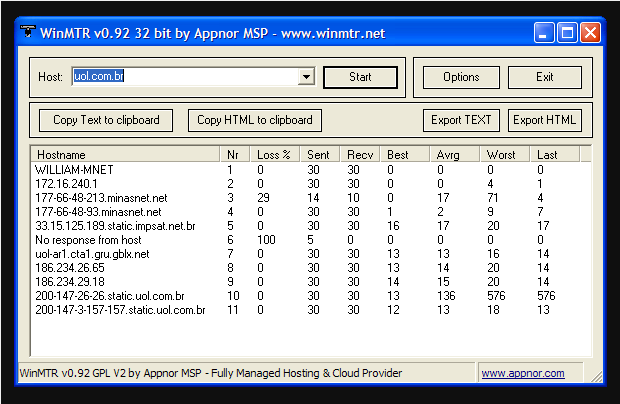 WinMTR v0.92 32 bit by Appnor MSP - www.winmtr.net
Host: uol.com.br Start Options Exit
Copy Text to clipboard Copy HTML to clipboard Export TEXT Export HTML
Hostname Nr Loss % Sent Recv Best Avrg Worst Last
WILLIAM-MNET 1 0 30 30 0 0 0 0
172.16.240.1 2 0 30 30 0 0 4 1
177-66-48-213.minasnet.net 3 29 14 10 0 17 71 4
177-66-48-93.minasnet.net 4 0 30 30 1 2 9 7
33.15.125.189.static.impsat.net.br 5 0 30 30 16 17 20 17
No response from host 6 100 5 0 0 0 0 0
uol-ar1.cta1.gru.gblx.net 7 0 30 30 13 13 16 14
186.234.26.65 8 0 30 30 13 14 20 14
186.234.29.18 9 0 30 30 14 15 20 14
200-147-26-26.static.uol.com.br 10 0 30 30 13 136 576 576
200-147-3-157-157.static.uol.com.br 11 0 30 30 12 13 18 13
WinMTR v0.92 GPL V2 by Appnor MSP - Fully Managed Hosting & Cloud Provider www.appnor.com